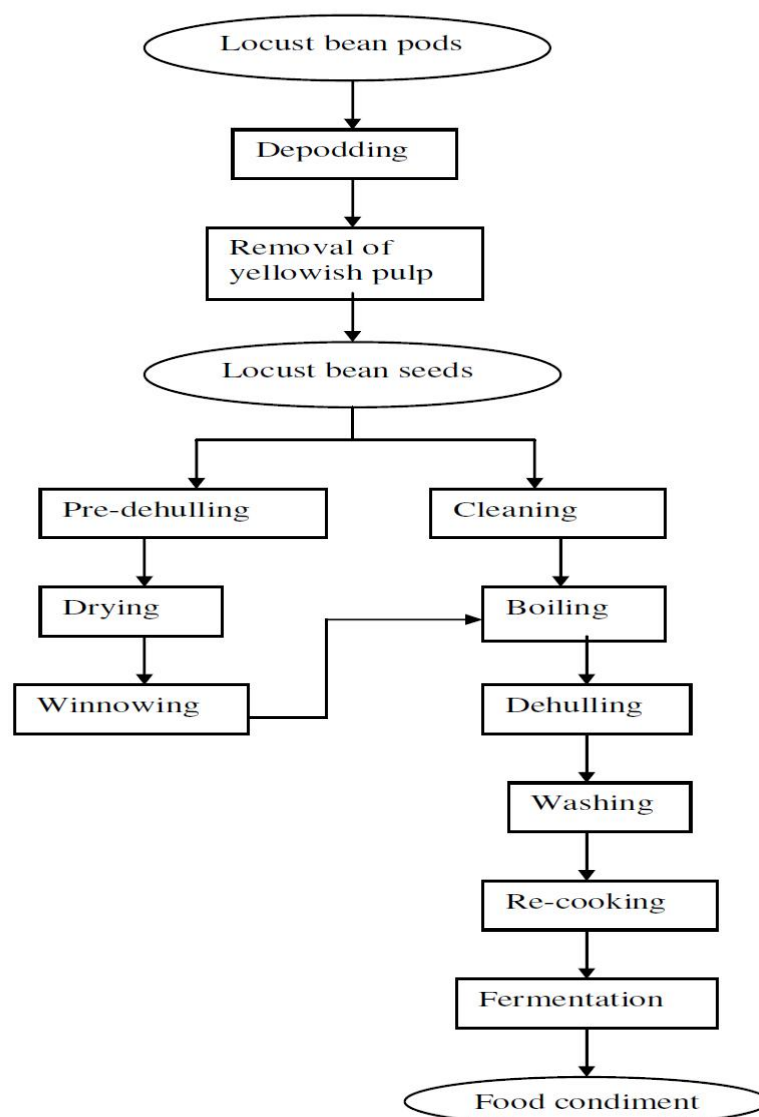 Locust bean pods
Depodding
Removal of
yellowish pulp
Locust bean seeds
Pre-dehulling
Cleaning
Drying
Boiling
Winnowing
Dehulling
Washing
Re-cooking
Fermentation
Food condiment